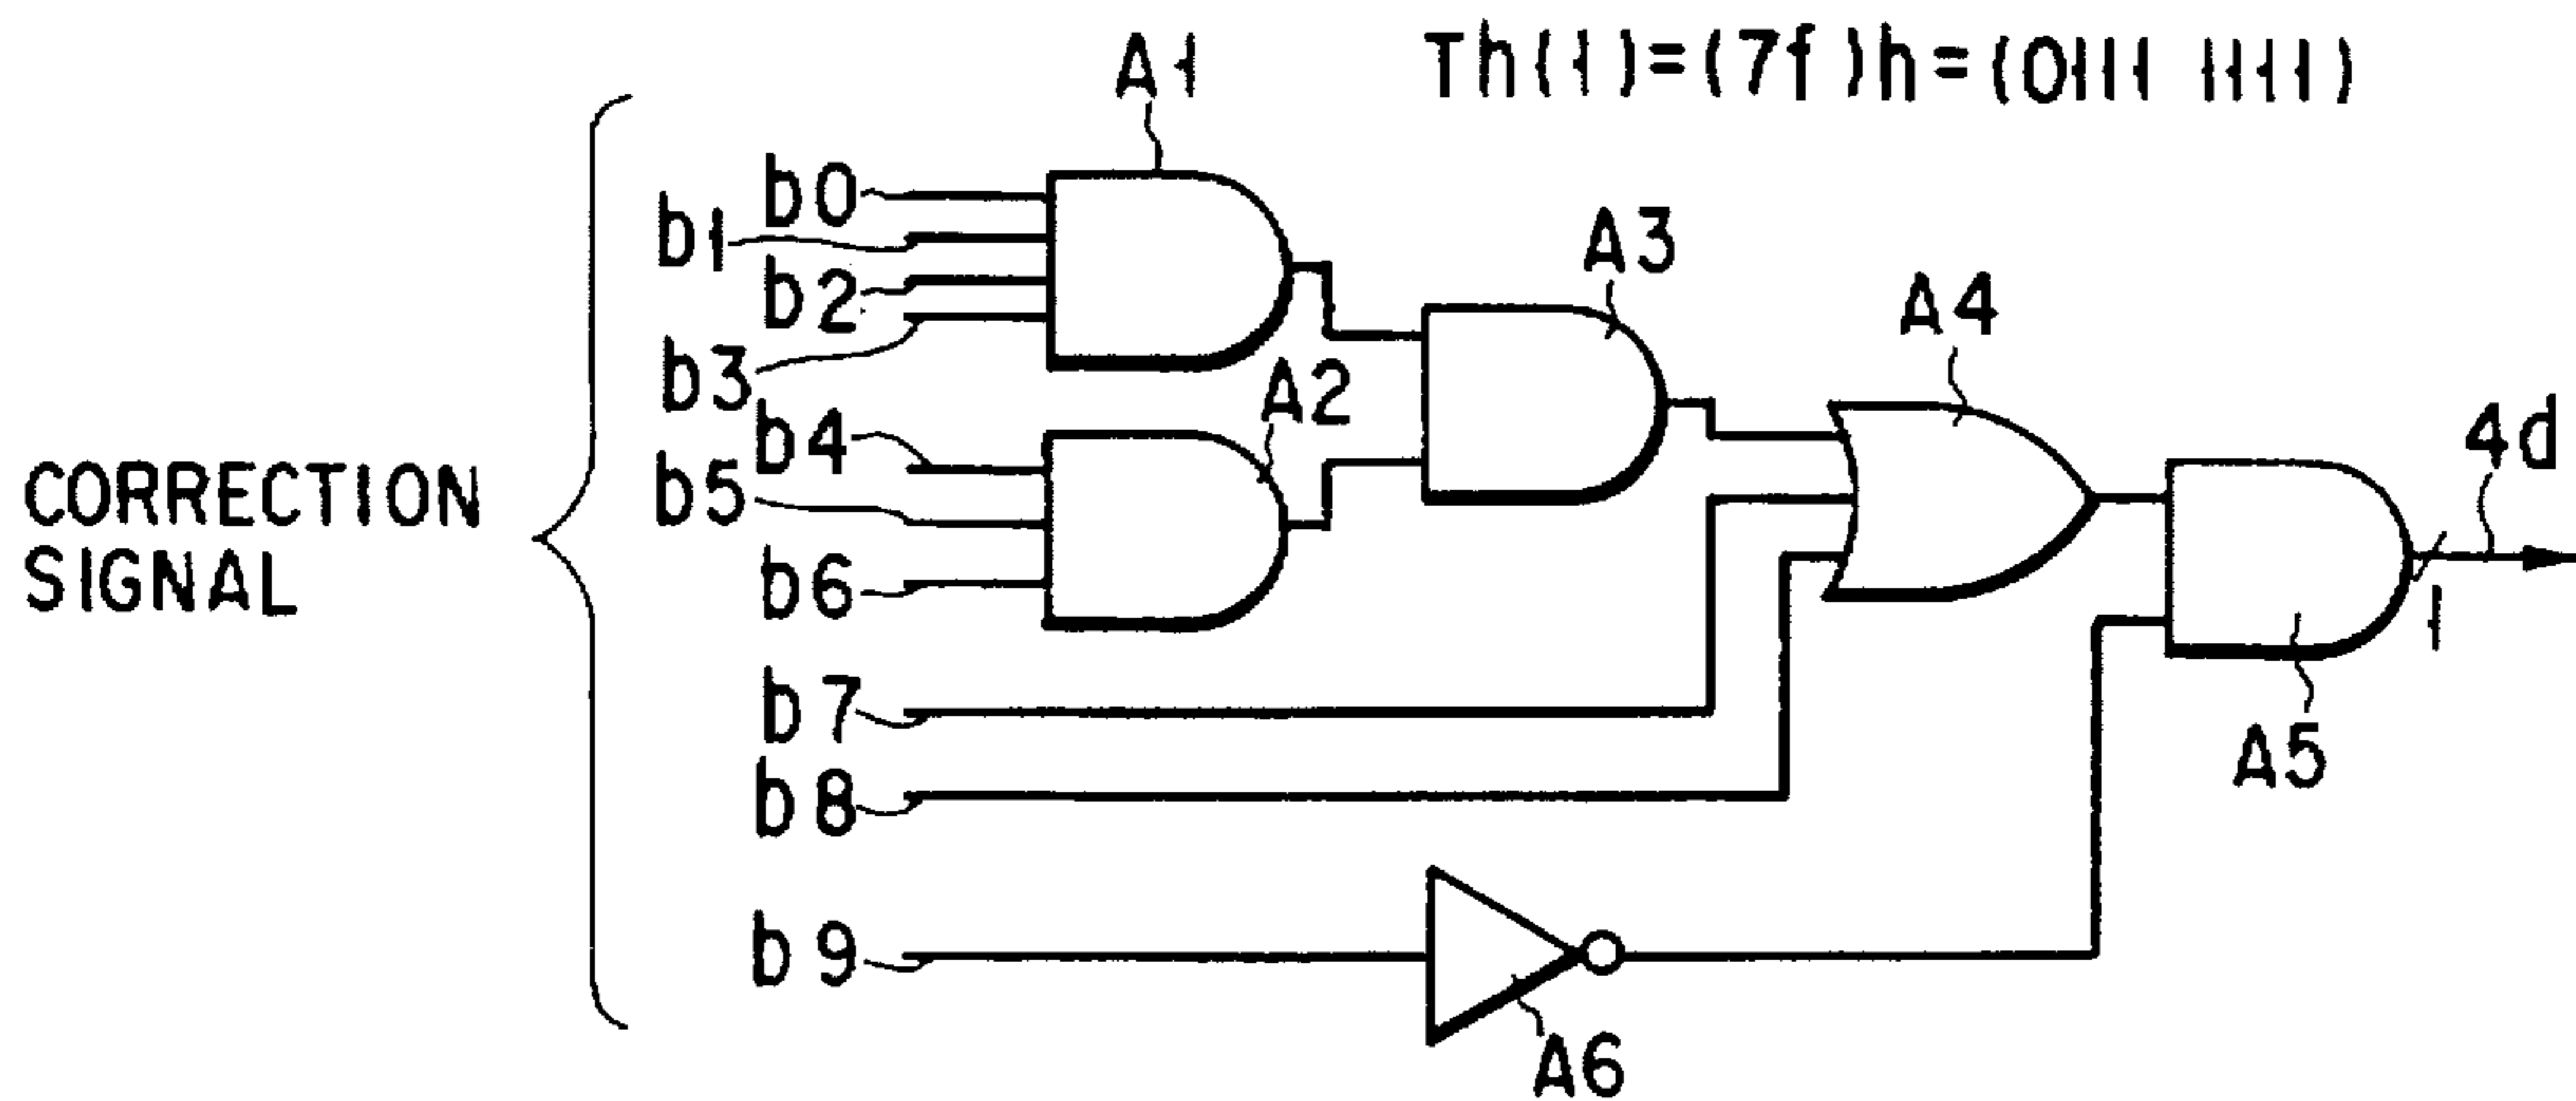 A1
Th(1)=(7f)h=(0111 1111)
b0
b1
b2
b3
b4
b5
b6
b7
b8
b9
A2
A3
A4
A5
A6
4d
1
CORRECTION
SIGNAL